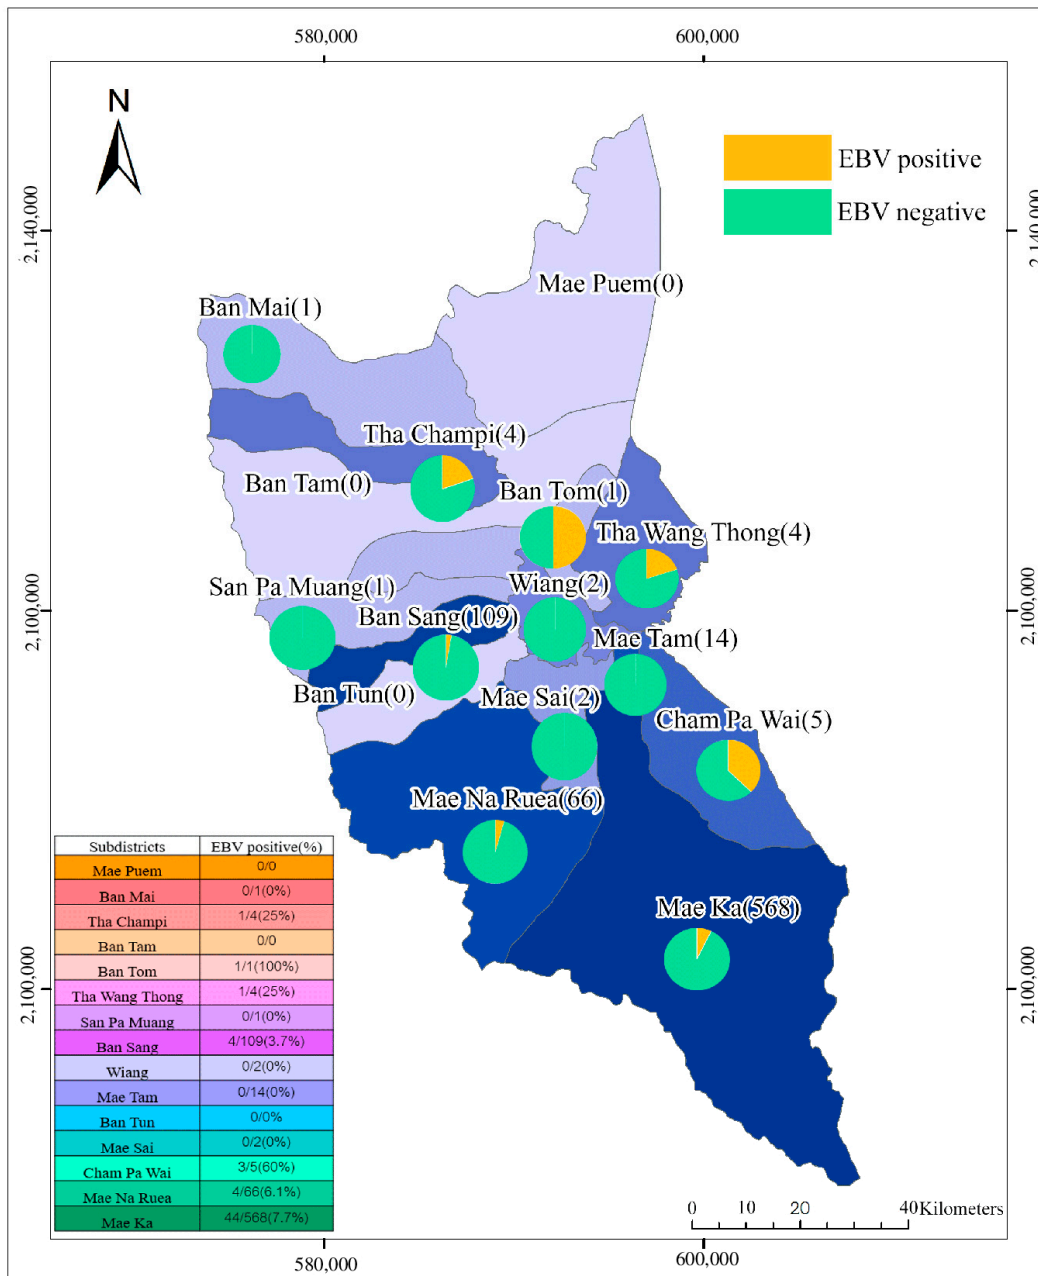 580,000 600,000
N
EBV positive
EBV negative
2,140,000 2,140,000
Mae Puem(0)
Ban Mai(1)
Tha Champi(4)
Ban Tam(0)
Ban Tom(1)
Tha Wang Thong(4)
San Pa Muang(1)
Wiang(2)
2,100,000 2,100,000
Ban Sang(109)
Mae Tam(14)
Ban Tun(0)
Mae Sai(2)
Cham Pa Wai(5)
Mae Na Ruea(66)
Mae Ka(568)
2,100,000 2,100,000
Subdistricts EBV positive(%)
Mae Puem 0/0
Ban Mai 0/1(0%)
Tha Champi 1/4(25%)
Ban Tam 0/0
Ban Tom 1/1(100%)
Tha Wang Thong 1/4(25%)
San Pa Muang 0/1(0%)
Ban Sang 4/109(3.7%)
Wiang 0/2(0%)
Mae Tam 0/14(0%)
Ban Tun 0/0%
Mae Sai 0/2(0%)
Cham Pa Wai 3/5(60%)
Mae Na Ruea 4/66(6.1%)
Mae Ka 44/568(7.7%)
0 10 20 40 Kilometers
580,000 600,000